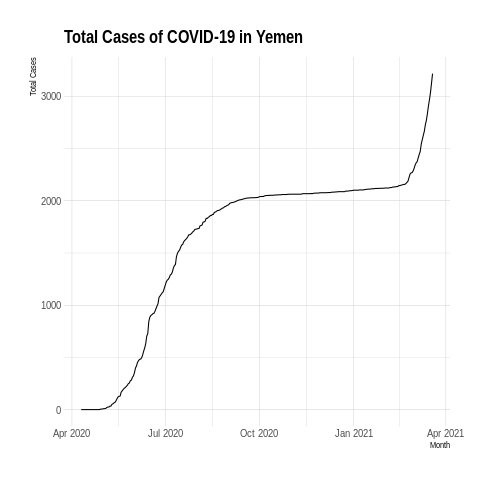 Total Cases of COVID-19 in Yemen
Total Cases
3000
2000
1000
0
Apr 2020 Jul 2020 Oct 2020 Jan 2021 Apr 2021
Month